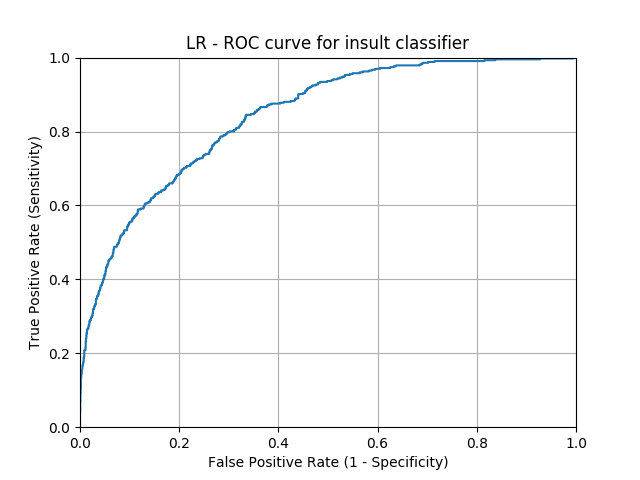 LR - ROC curve for insult classifier
1.0
0.8
0.6
0.4
0.2
0.0
True Positive Rate (Sensitivity)
0.0 0.2 0.4 0.6 0.8 1.0
False Positive Rate (1 - Specificity)